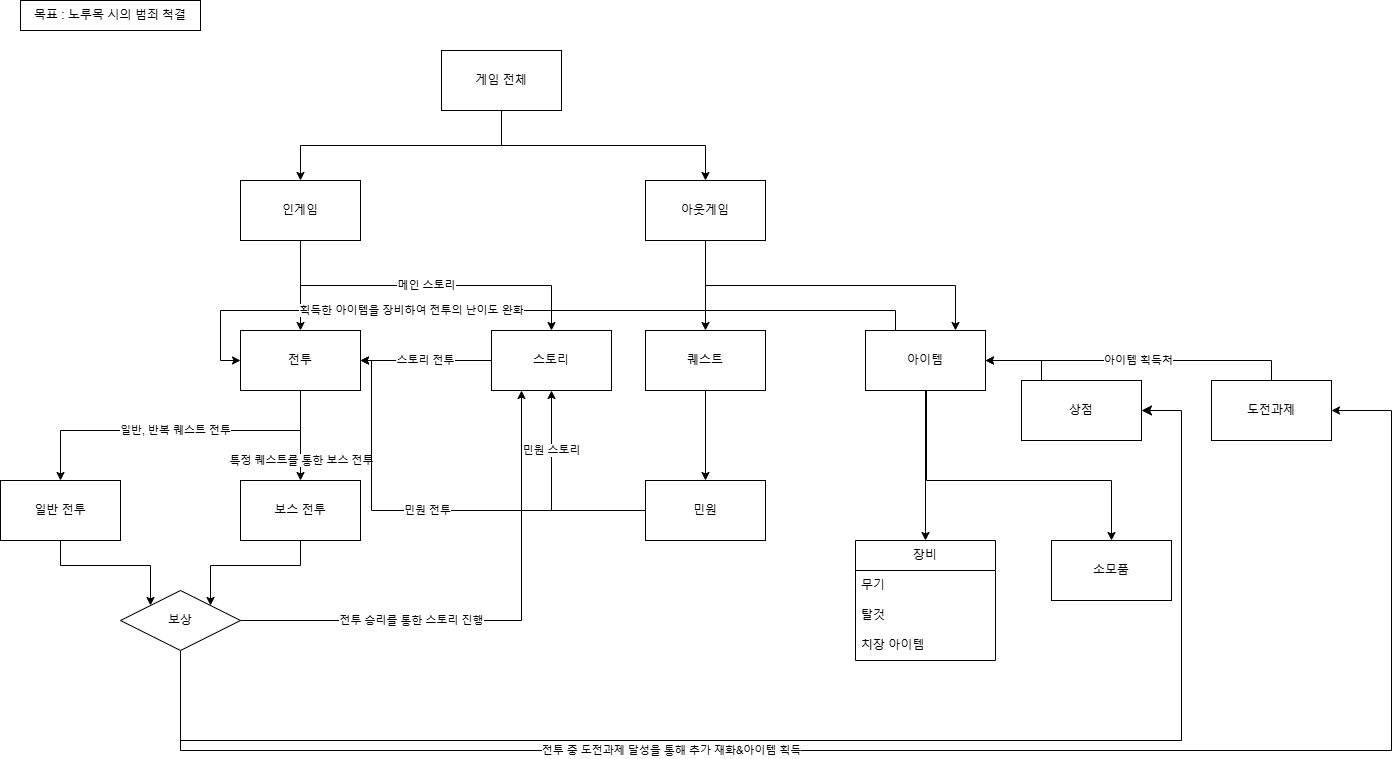 목표 : 노루목 시의 범죄 척결
게임 전체
인게임
아웃게임
메인 스토리
획득한 아이템을 장비하여 전투의 난이도 완화
전투
스토리 전투
스토리
퀘스트
아이템
아이템 획득처
상점
도전과제
일반, 반복 퀘스트 전투
특정 퀘스트를 통한 보스 전투
민원 스토리
일반 전투
보스 전투
민원 전투
민원
장비
무기
탈것
치장 아이템
소모품
보상
전투 승리를 통한 스토리 진행
전투 중 도전과제 달성을 통해 추가 재화&아이템 획득